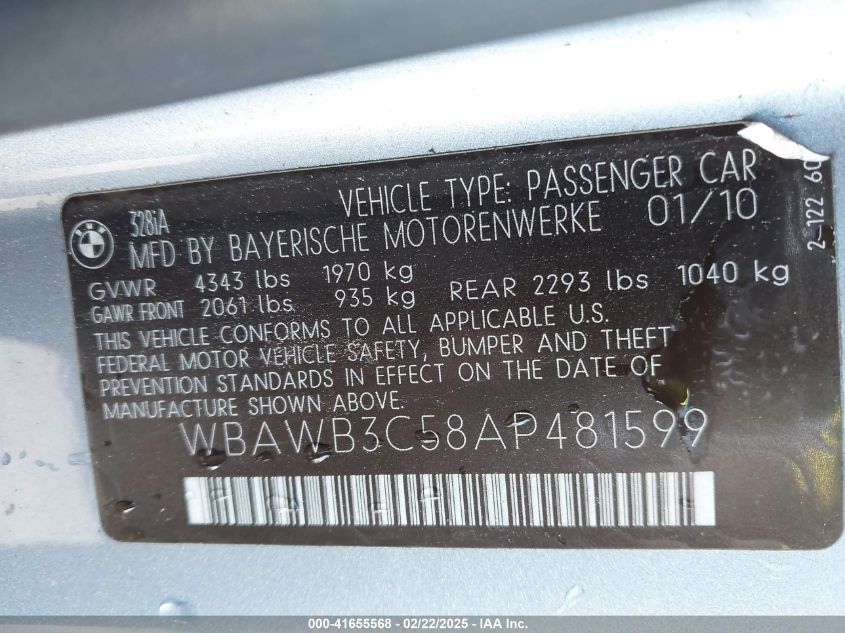 328iA
VEHICLE TYPE: PASSENGER CAR
MFD BY BAYERISCHE MOTORENWERKE 01/10
GVWR 4343 lbs 1970 kg
GAWR FRONT 2061 lbs 935 kg REAR 2293 lbs 1040 kg
THIS VEHICLE CONFORMS TO ALL APPLICABLE U.S.
FEDERAL MOTOR VEHICLE SAFETY, BUMPER AND THEFT
PREVENTION STANDARDS IN EFFECT ON THE DATE OF
MANUFACTURE SHOWN ABOVE.
WBAWB3C58AP481599
2-122 69
000-41655568 - 02/22/2025 - IAA Inc.